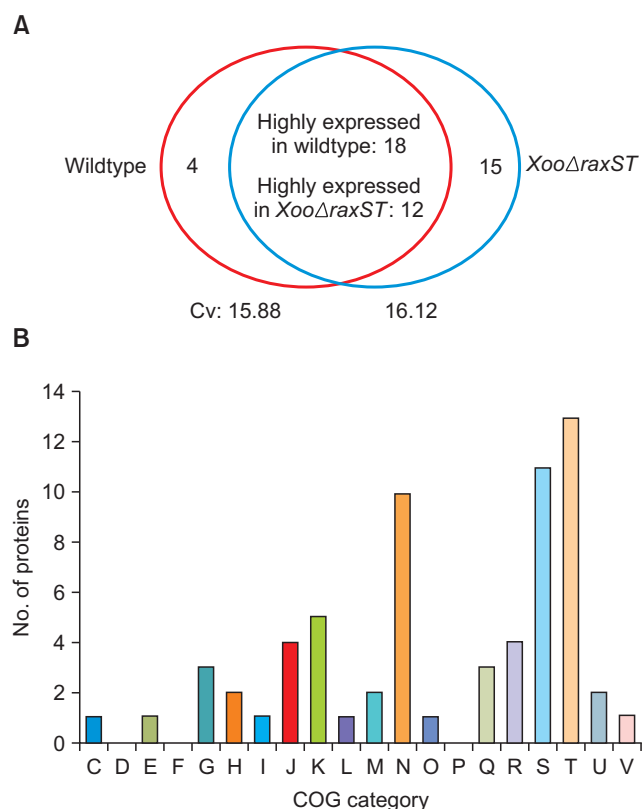 A
Highly expressed
in wildtype: 18
Wildtype 4 15 XooΔraxST
Highly expressed
in XooΔraxST: 12
Cv: 15.88 16.12
B
14
12
10
8
6
4
2
0
No. of proteins
C D E F G H I J K L M N O P Q R S T U V
COG category